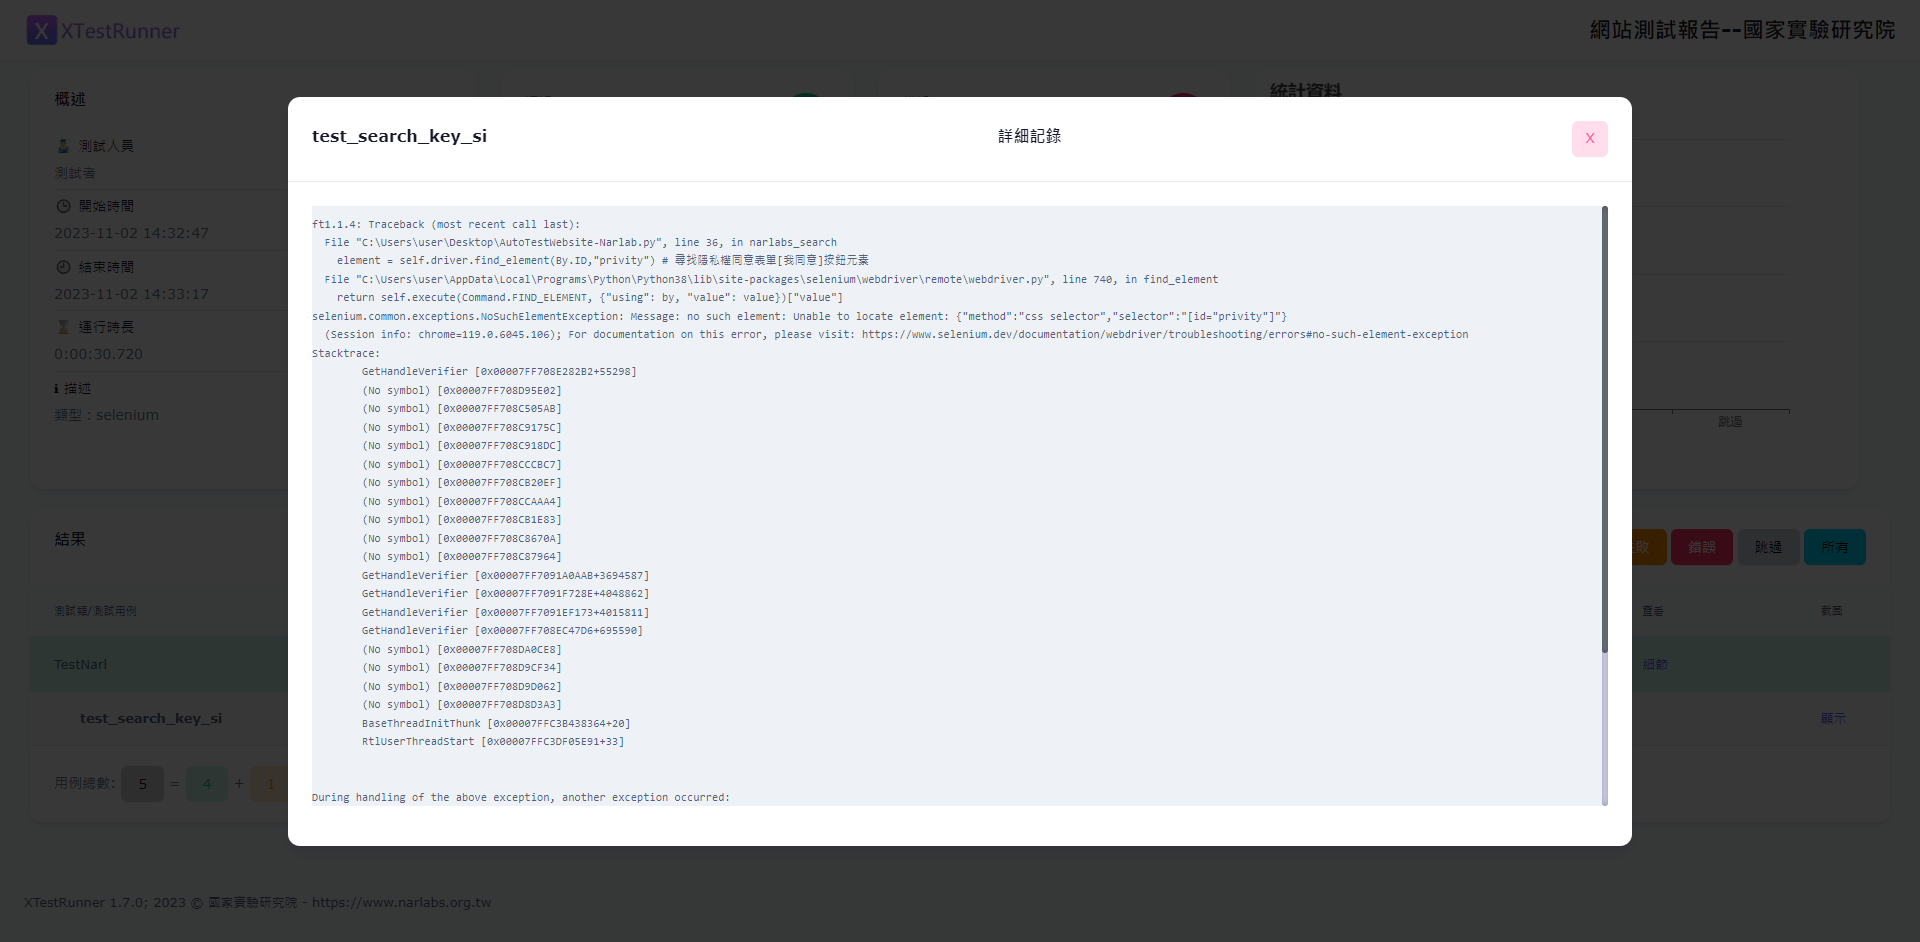 XTestRunner
網站測試報告--國家實驗研究院
概述
統計資料
測試人員
測試者
開始時間
2023-11-02 14:32:47
結束時間
2023-11-02 14:33:17
運行時長
0:00:30.720
描述
類型：selenium
跳過
test_search_key_si
詳細記錄
X
ft1.1.4: Traceback (most recent call last):
File "C:\Users\user\Desktop\AutoTestWebsite-Narlab.py", line 36, in narlabs_search
element = self.driver.find_element(By.ID,"privity") # 尋找隱私權同意表單[我同意]按鈕元素
File "C:\Users\user\AppData\Local\Programs\Python\Python38\lib\site-packages\selenium\webdriver\remote\webdriver.py", line 740, in find_element
return self.execute(Command.FIND_ELEMENT, {"using": by, "value": value})["value"]
selenium.common.exceptions.NoSuchElementException: Message: no such element: Unable to locate element: {"method":"css selector","selector":"[id="privity"]"}
(Session info: chrome=119.0.6045.106); For documentation on this error, please visit: https://www.selenium.dev/documentation/webdriver/troubleshooting/errors#no-such-element-exception
Stacktrace:
GetHandleVerifier [0x00007FF708E282B2+55298]
(No symbol) [0x00007FF708D95E02]
(No symbol) [0x00007FF708C505AB]
(No symbol) [0x00007FF708C9175C]
(No symbol) [0x00007FF708C918DC]
(No symbol) [0x00007FF708CCCBC7]
(No symbol) [0x00007FF708CB20EF]
(No symbol) [0x00007FF708CCAAA4]
(No symbol) [0x00007FF708CB1E83]
(No symbol) [0x00007FF708C8670A]
(No symbol) [0x00007FF708C87964]
GetHandleVerifier [0x00007FF7091A0AAB+3694587]
GetHandleVerifier [0x00007FF7091F728E+4048862]
GetHandleVerifier [0x00007FF7091EF173+4015811]
GetHandleVerifier [0x00007FF708EC47D6+695590]
(No symbol) [0x00007FF708DA0CE8]
(No symbol) [0x00007FF708D9CF34]
(No symbol) [0x00007FF708D9D062]
(No symbol) [0x00007FF708D8D3A3]
BaseThreadInitThunk [0x00007FFC3B438364+20]
RtlUserThreadStart [0x00007FFC3DF05E91+33]
During handling of the above exception, another exception occurred:
結果
敗 錯誤 跳過 所有
測試類/測試用例 查看 截圖
TestNarl 細節
test_search_key_si 顯示
用例總數: 5 = 4 + 1
XTestRunner 1.7.0; 2023 © 國家實驗研究院 - https://www.narlabs.org.tw